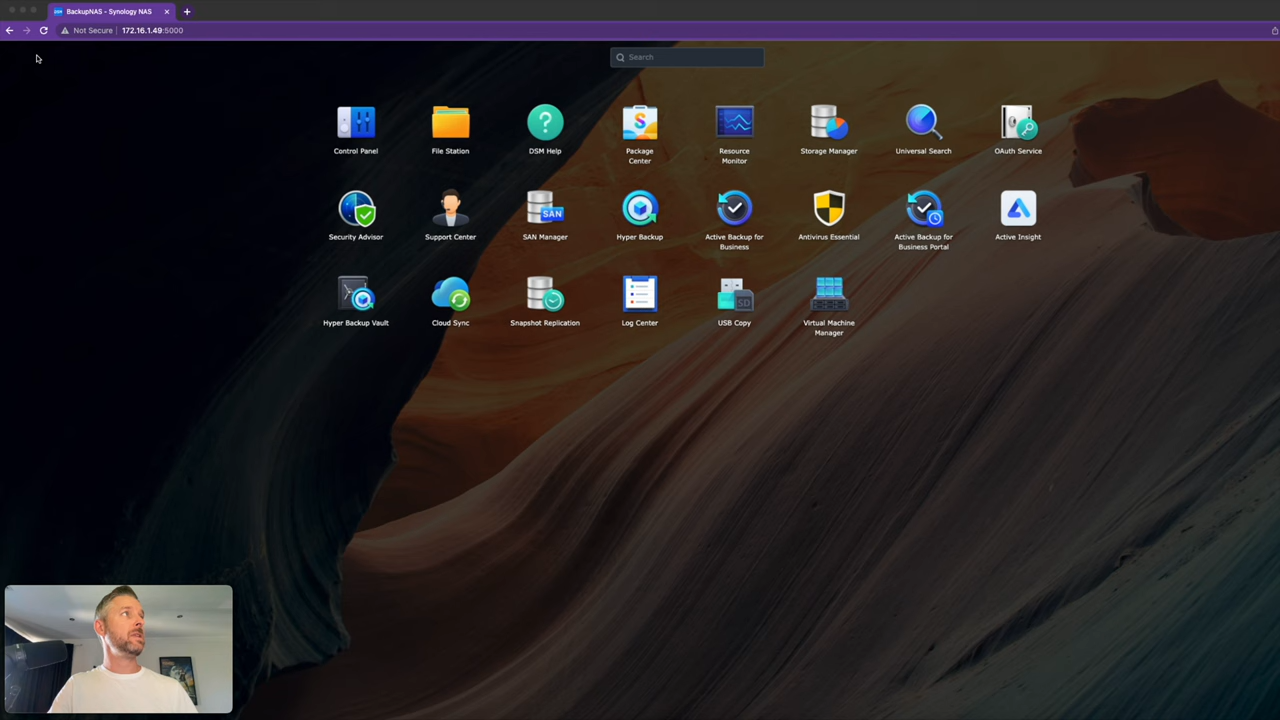 BackupNAS - Synology NAS
Not Secure
172.16.1.49:5000
Search
Control Panel
File Station
DSM Help
Package
Center
Resource
Monitor
Storage Manager
Universal Search
OAuth Service
Security Advisor
Support Center
SAN
SAN Manager
Hyper Backup
Active Backup for
Business
Antivirus Essential
Active Backup for
Business Portal
Active Insight
Hyper Backup Vault
Cloud Sync
Snapshot Replication
Log Center
SD
USB Copy
Virtual Machine
Manager